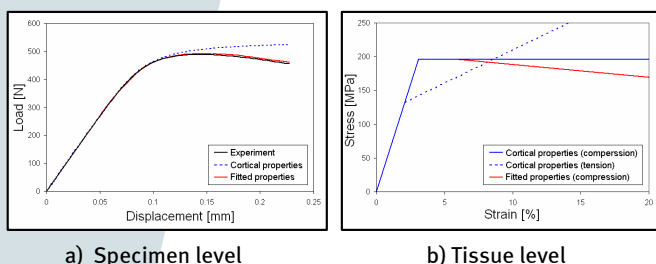 600
500
400
300
200
100
0
Load [N]
0
0.05
0.1
0.15
0.2
0.25
Displacement [mm]
Experiment
Cortical properties
Fitted properties
a) Specimen level
250
200
150
100
50
0
Stress [MPa]
0
5
10
15
20
Strain [%]
Cortical properties (comperssion)
Cortical properties (tension)
Fitted properties (compression)
b) Tissue level